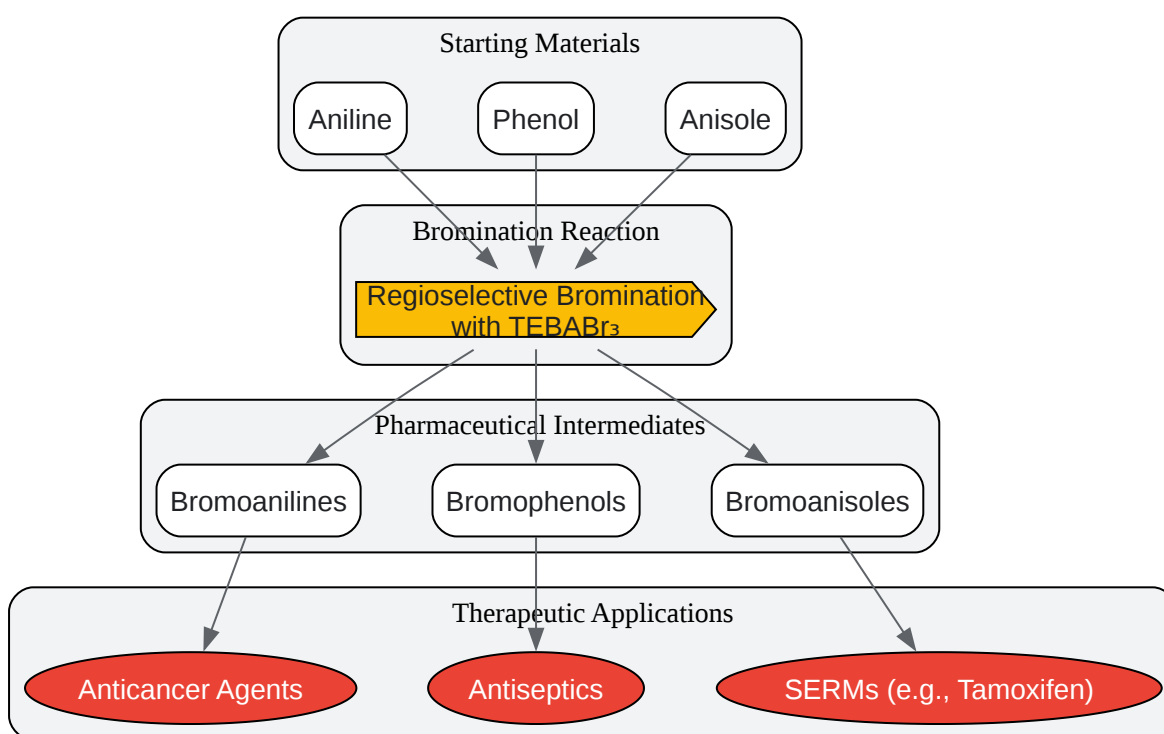 Starting Materials
Aniline
Phenol
Anisole
Bromination Reaction
Regioselective Bromination
with TEBABr₃
Pharmaceutical Intermediates
Bromoanilines
Bromophenols
Bromoanisoles
Therapeutic Applications
Anticancer Agents
Antiseptics
SERMs (e.g., Tamoxifen)